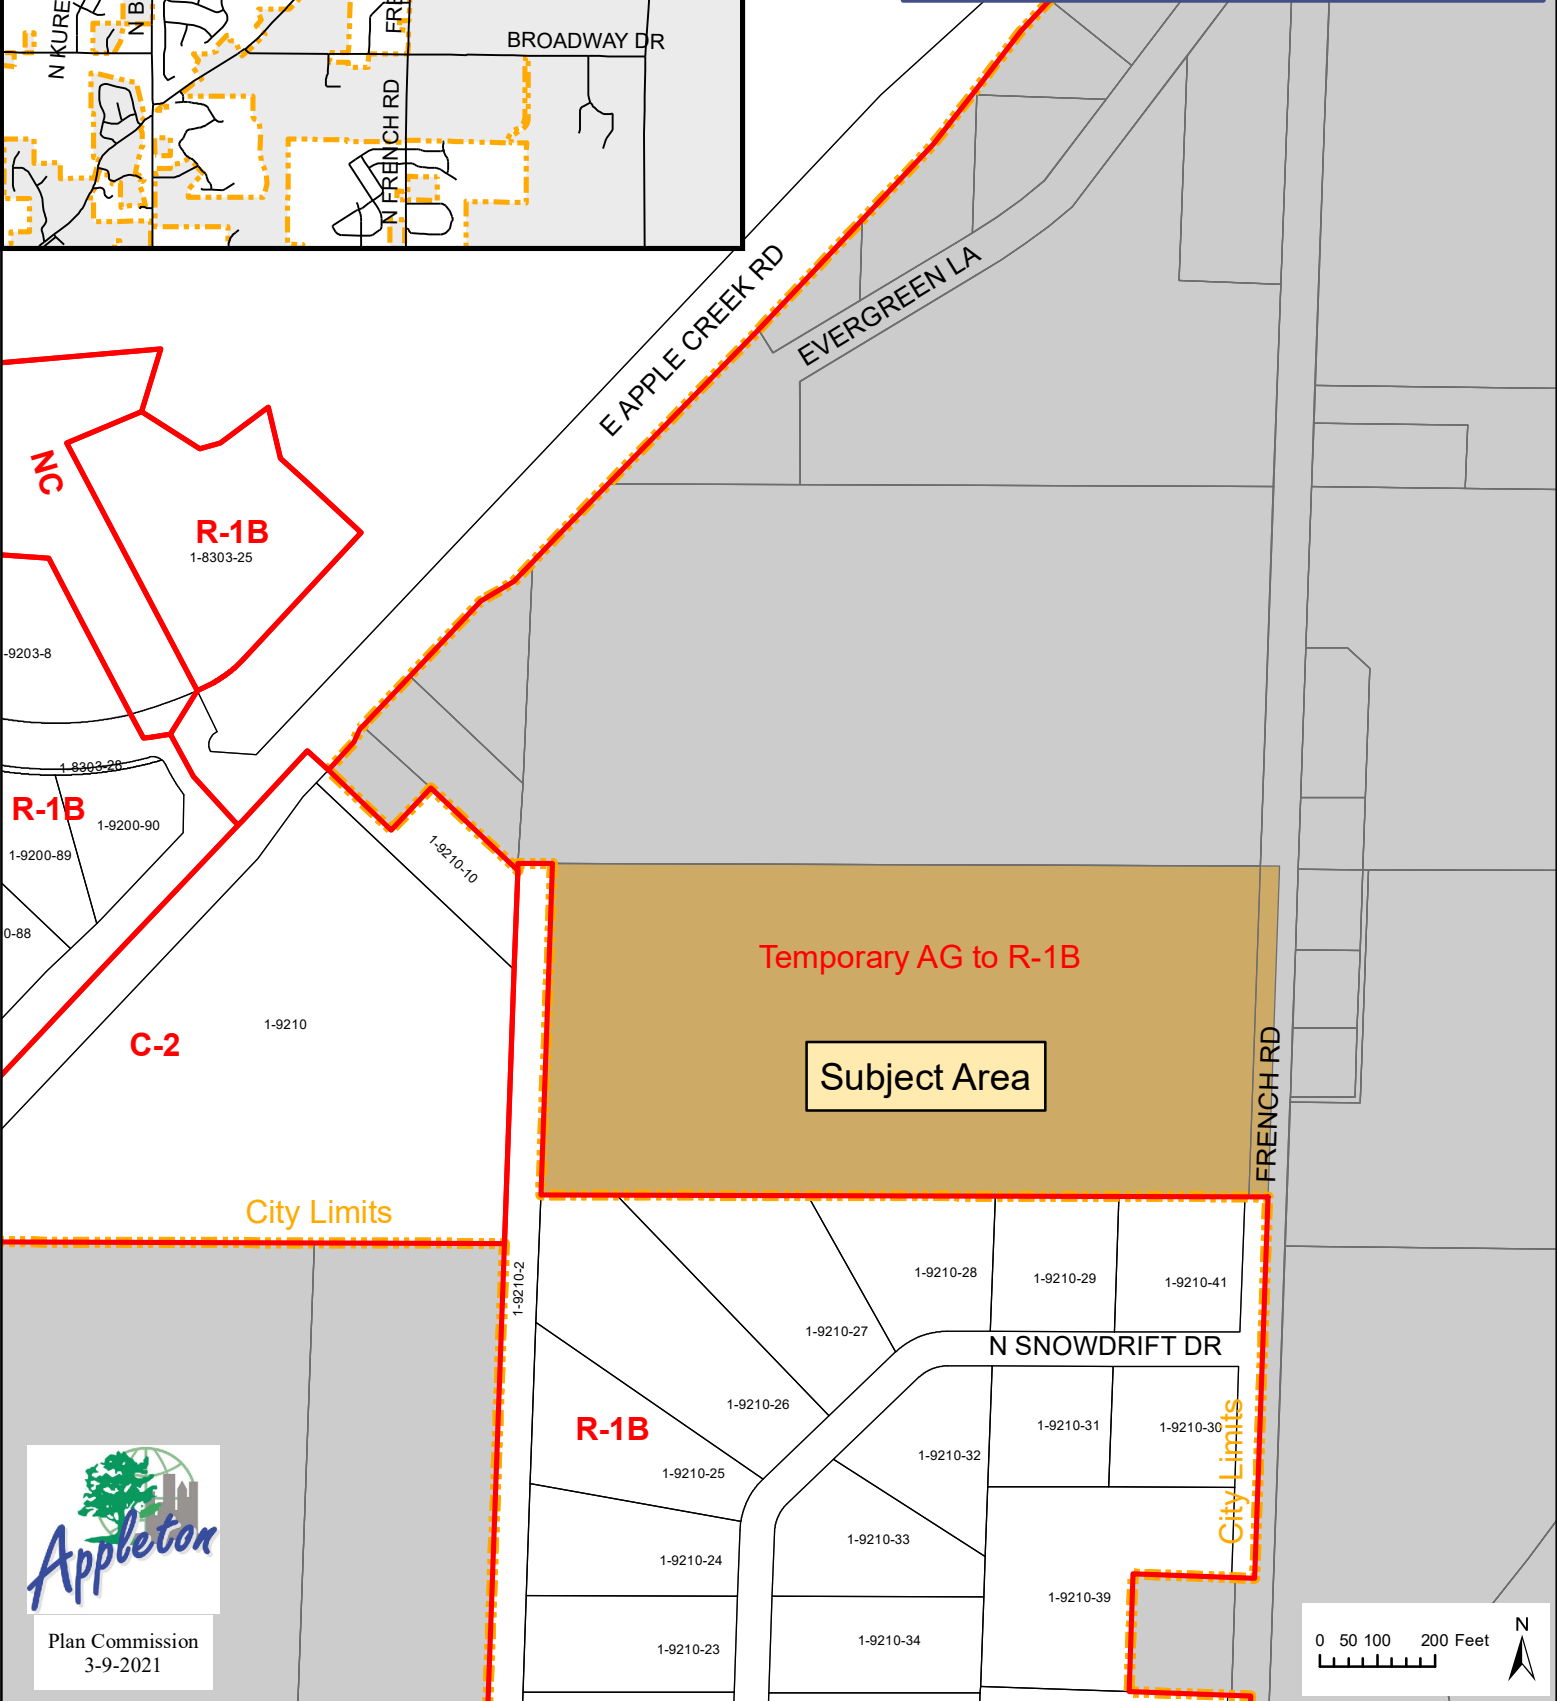 N KURE
N B
FRE
BROADWAY DR
N FRENCH RD
E APPLE CREEK RD
EVERGREEN LA
NC
R-1B
1-8303-25
-9203-8
1-8303-26
R-1B
1-9200-90
1-9200-89
0-88
1-9210-10
Temporary AG to R-1B
Subject Area
FRENCH RD
C-2
1-9210
City Limits
1-9210-2
1-9210-28
1-9210-29
1-9210-41
1-9210-27
N SNOWDRIFT DR
1-9210-26
R-1B
1-9210-31
1-9210-30
City Limits
1-9210-32
1-9210-25
1-9210-33
1-9210-24
1-9210-39
1-9210-34
1-9210-23
Appleton
Plan Commission
3-9-2021
0 50 100 200 Feet
N